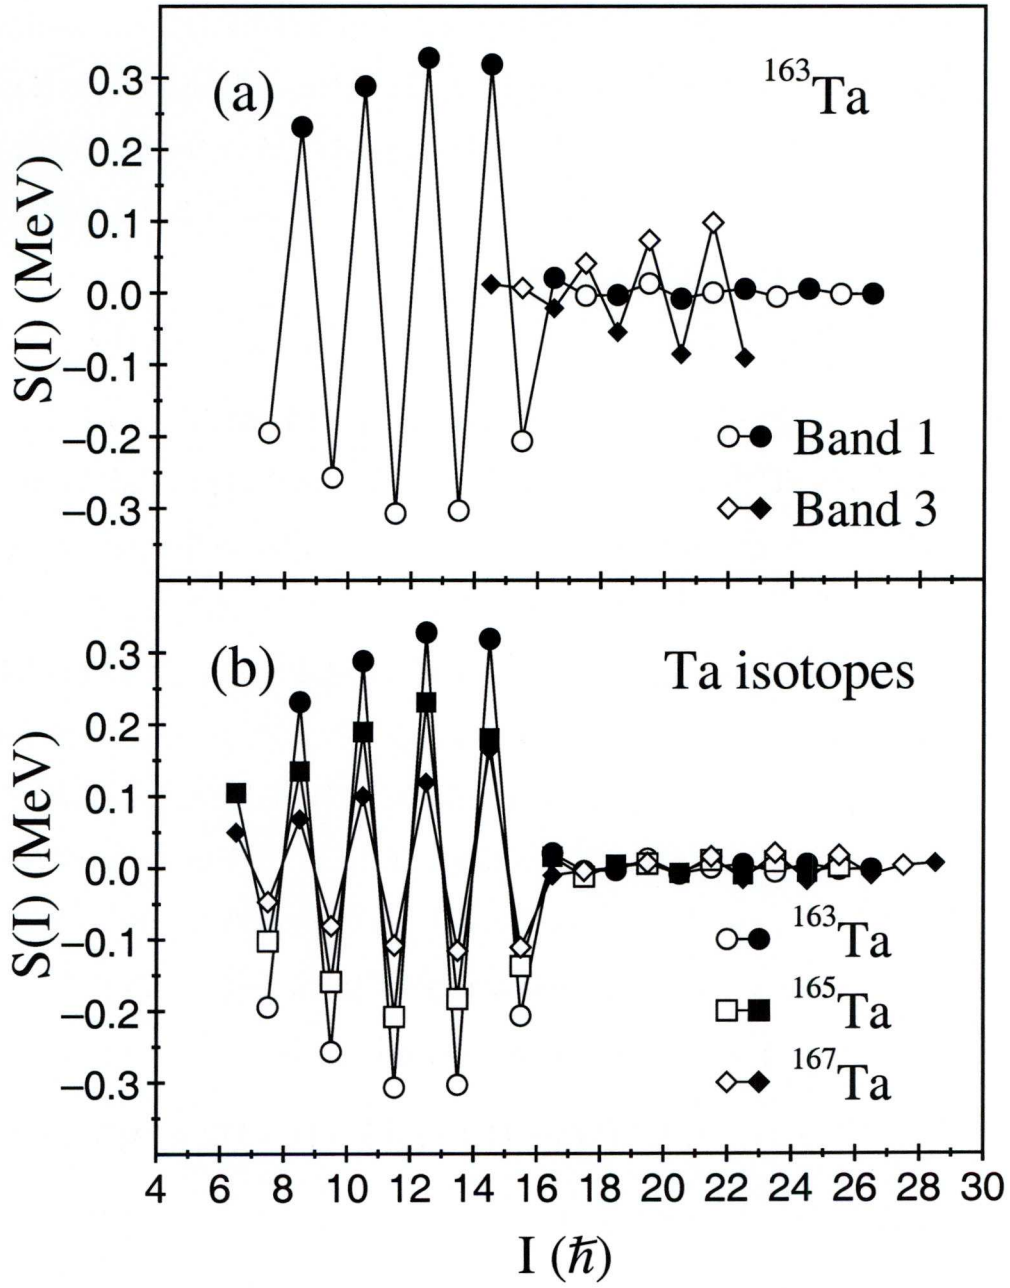 (a)
¹⁶³Ta
S(I) (MeV)
0.3
0.2
0.1
0.0
−0.1
−0.2
−0.3
Band 1
Band 3
(b)
Ta isotopes
S(I) (MeV)
0.3
0.2
0.1
0.0
−0.1
−0.2
−0.3
¹⁶³Ta
¹⁶⁵Ta
¹⁶⁷Ta
4 6 8 10 12 14 16 18 20 22 24 26 28 30
I (ℏ)